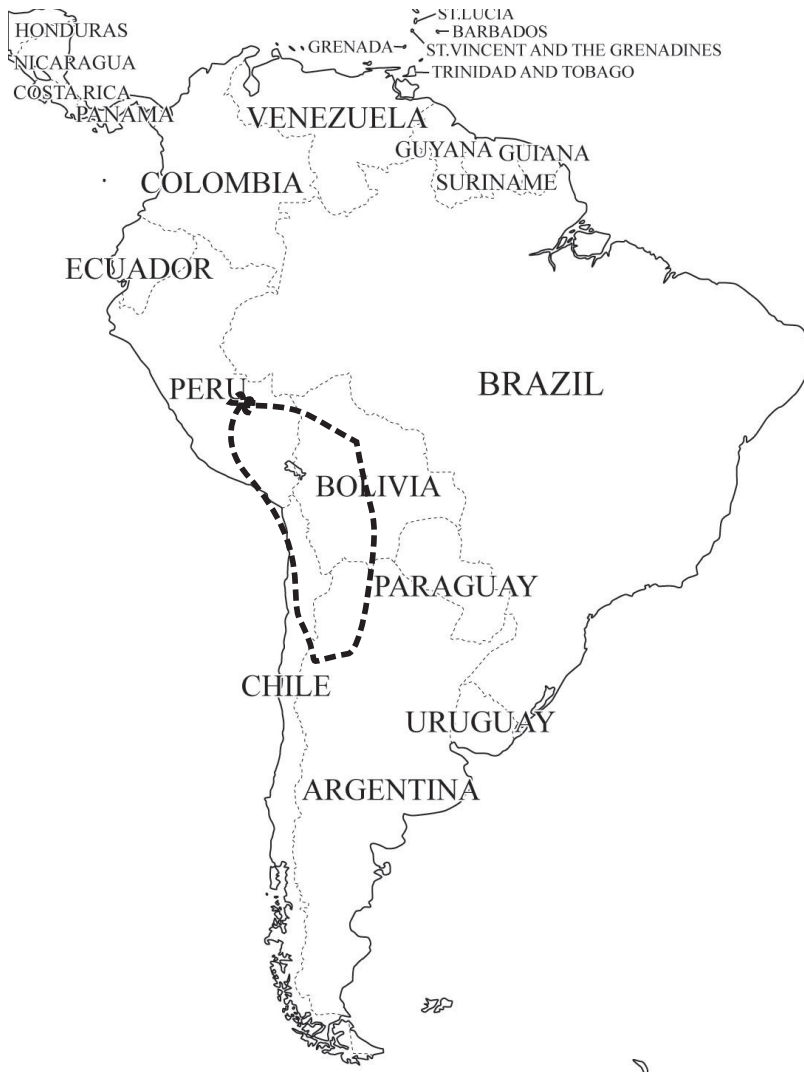 ST.LUCIA
HONDURAS
BARBADOS
GRENADA
ST.VINCENT AND THE GRENADINES
NICARAGUA
TRINIDAD AND TOBAGO
COSTA RICA
PANAMA
VENEZUELA
GUYANA
GUIANA
COLOMBIA
SURINAME
ECUADOR
PERU
BRAZIL
BOLIVIA
PARAGUAY
CHILE
URUGUAY
ARGENTINA